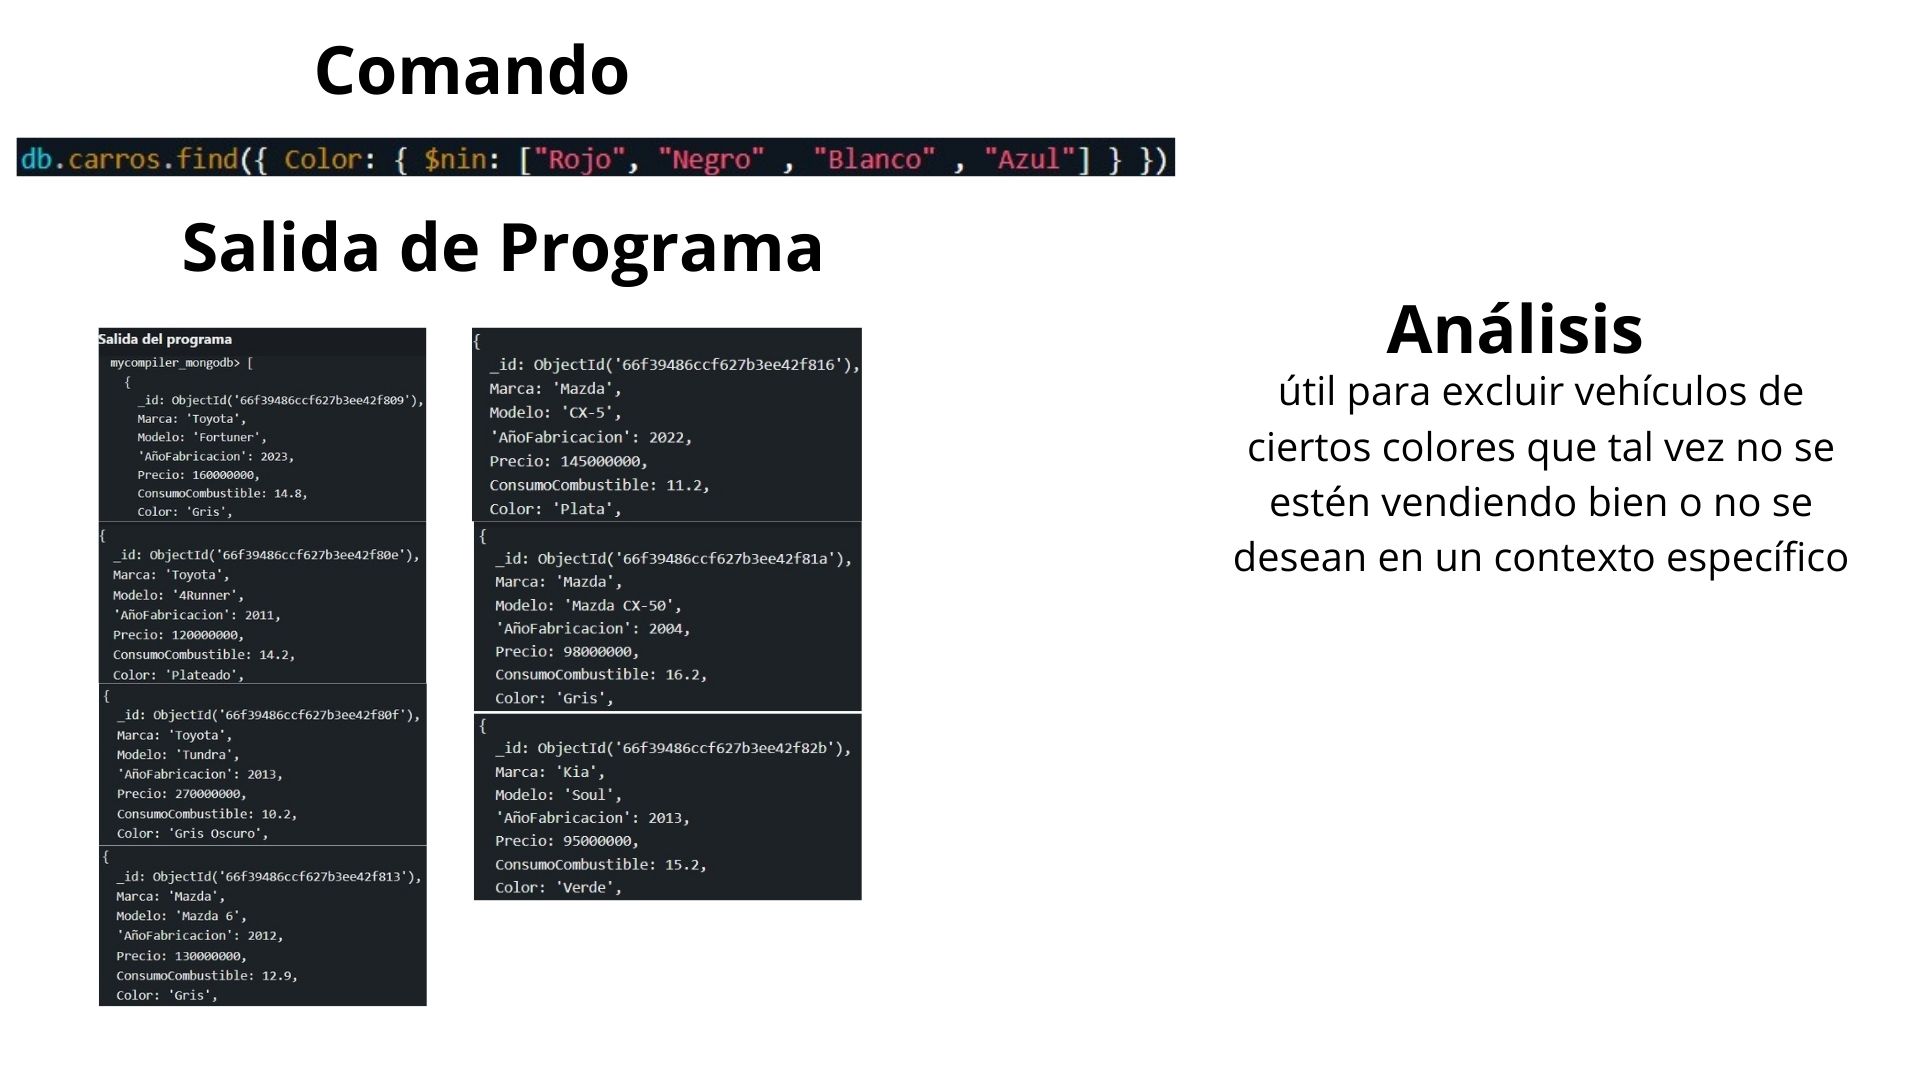 Comando
db.carros.find({ Color: { $nin: ["Rojo", "Negro" , "Blanco" , "Azul"] } })
Salida de Programa
Salida del programa
mycompiler_mongodb> [
{
_id: ObjectId('66f39486ccf627b3ee42f809'),
Marca: 'Toyota',
Modelo: 'Fortuner',
'AñoFabricacion': 2023,
Precio: 160000000,
ConsumoCombustible: 14.8,
Color: 'Gris',
{
_id: ObjectId('66f39486ccf627b3ee42f80e'),
Marca: 'Toyota',
Modelo: '4Runner',
'AñoFabricacion': 2011,
Precio: 120000000,
ConsumoCombustible: 14.2,
Color: 'Plateado',
{
_id: ObjectId('66f39486ccf627b3ee42f80f'),
Marca: 'Toyota',
Modelo: 'Tundra',
'AñoFabricacion': 2013,
Precio: 270000000,
ConsumoCombustible: 10.2,
Color: 'Gris Oscuro',
{
_id: ObjectId('66f39486ccf627b3ee42f813'),
Marca: 'Mazda',
Modelo: 'Mazda 6',
'AñoFabricacion': 2012,
Precio: 130000000,
ConsumoCombustible: 12.9,
Color: 'Gris',
{
_id: ObjectId('66f39486ccf627b3ee42f816'),
Marca: 'Mazda',
Modelo: 'CX-5',
'AñoFabricacion': 2022,
Precio: 145000000,
ConsumoCombustible: 11.2,
Color: 'Plata',
{
_id: ObjectId('66f39486ccf627b3ee42f81a'),
Marca: 'Mazda',
Modelo: 'Mazda CX-50',
'AñoFabricacion': 2004,
Precio: 98000000,
ConsumoCombustible: 16.2,
Color: 'Gris',
{
_id: ObjectId('66f39486ccf627b3ee42f82b'),
Marca: 'Kia',
Modelo: 'Soul',
'AñoFabricacion': 2013,
Precio: 95000000,
ConsumoCombustible: 15.2,
Color: 'Verde',
Análisis
útil para excluir vehículos de
ciertos colores que tal vez no se
estén vendiendo bien o no se
desean en un contexto específico